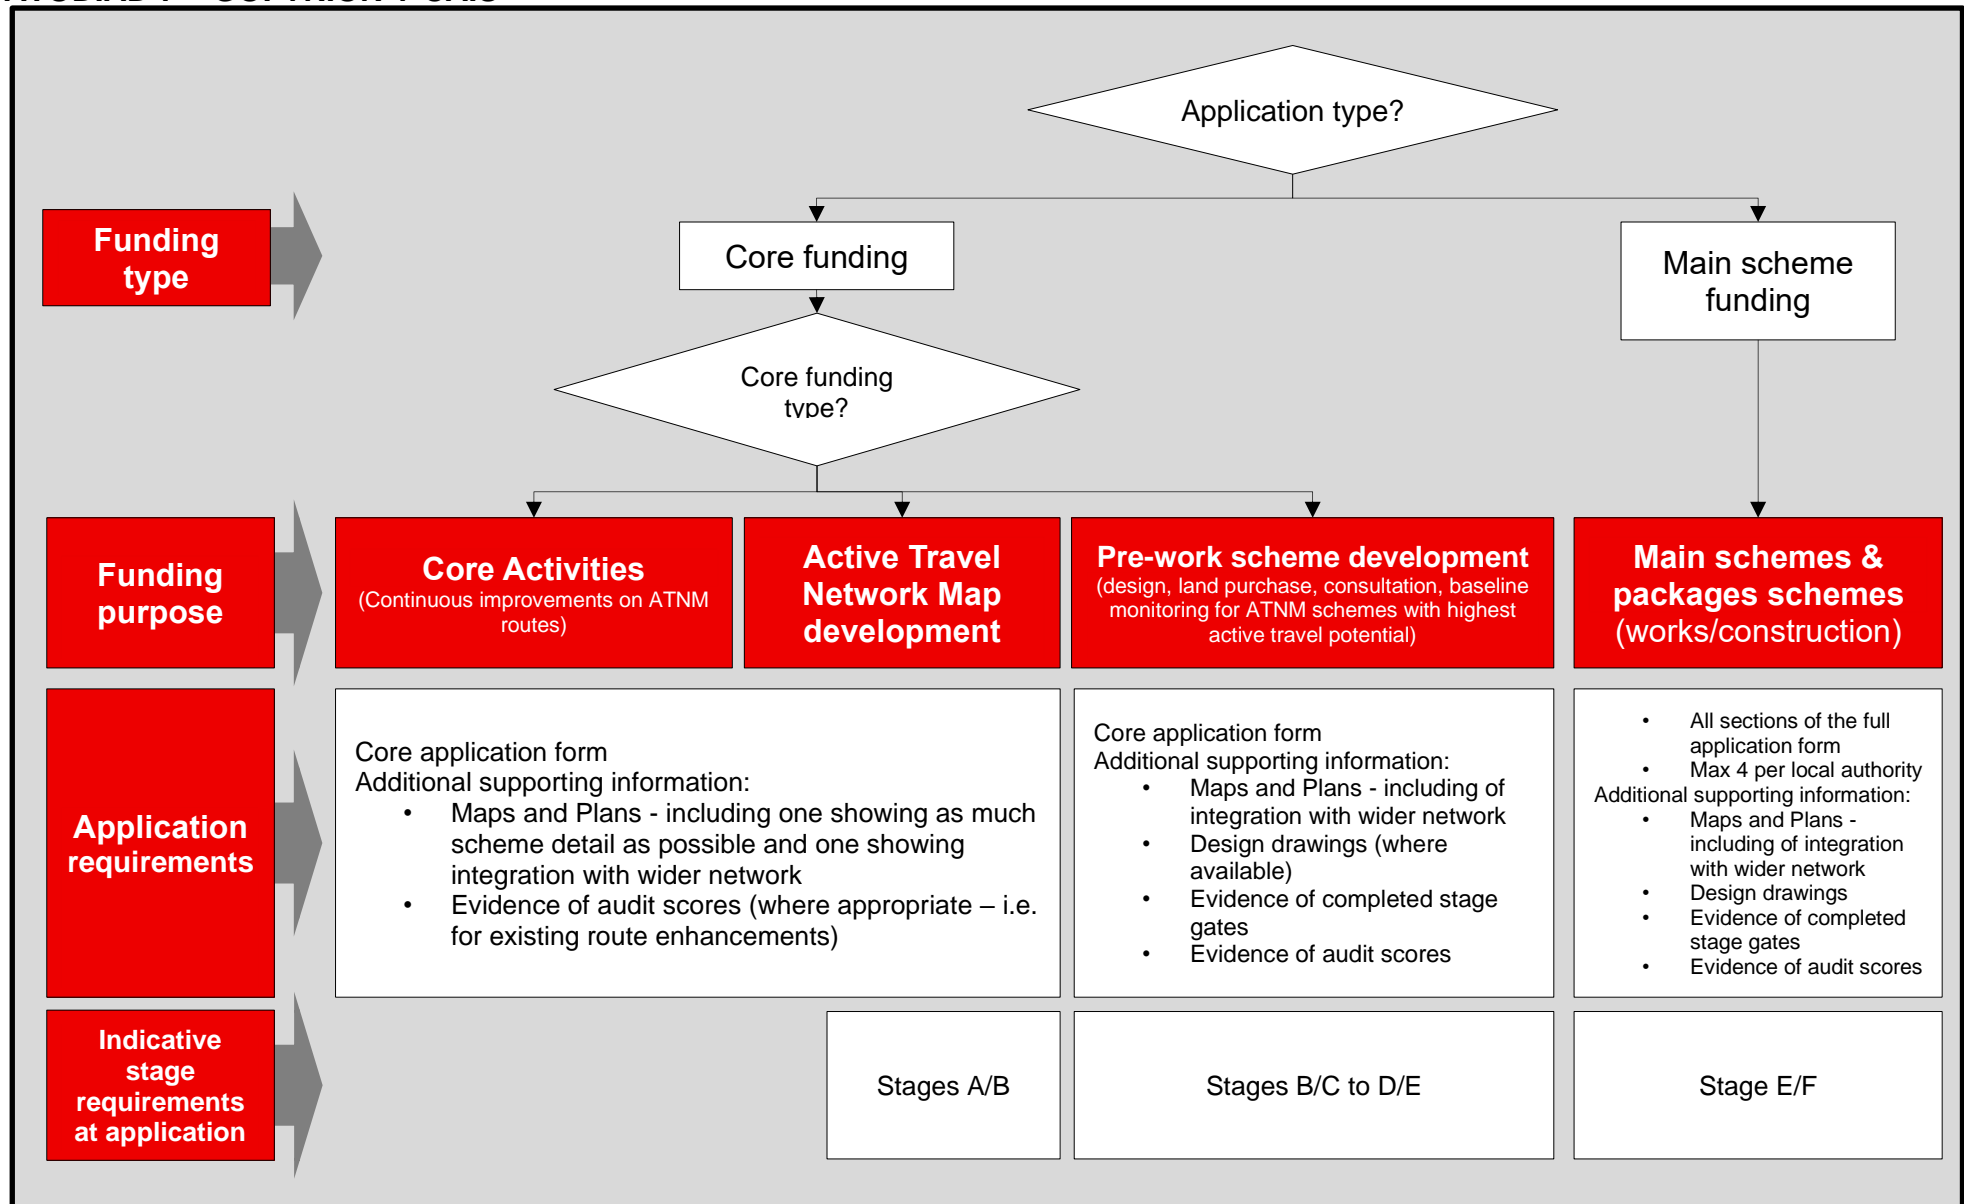 Application type?
Funding
type
Core funding
Main scheme
funding
Core funding
type?
Funding
purpose
Core Activities
(Continuous improvements on ATNM
routes)
Active Travel
Network Map
development
Pre-work scheme development
(design, land purchase, consultation, baseline
monitoring for ATNM schemes with highest
active travel potential)
Main schemes &
packages schemes
(works/construction)
Application
requirements
Core application form
Additional supporting information:
• Maps and Plans - including one showing as much
scheme detail as possible and one showing
integration with wider network
• Evidence of audit scores (where appropriate – i.e.
for existing route enhancements)
Core application form
Additional supporting information:
• Maps and Plans - including of
integration with wider network
• Design drawings (where
available)
• Evidence of completed stage
gates
• Evidence of audit scores
• All sections of the full
application form
• Max 4 per local authority
Additional supporting information:
• Maps and Plans -
including of integration
with wider network
• Design drawings
• Evidence of completed
stage gates
• Evidence of audit scores
Indicative
stage
requirements
at application
Stages A/B
Stages B/C to D/E
Stage E/F